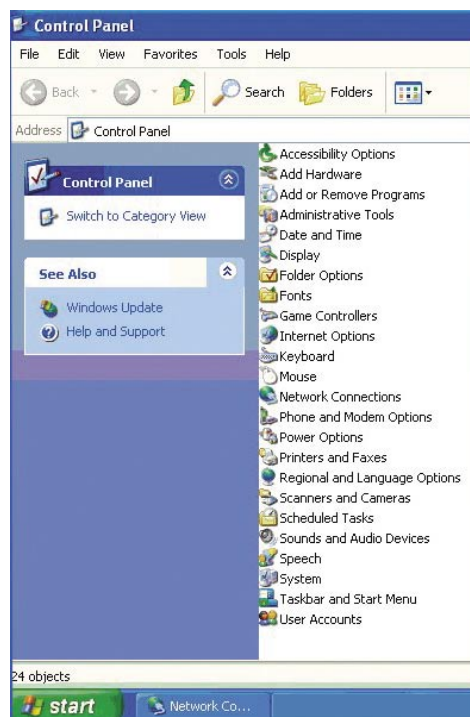 Control Panel
File Edit View Favorites Tools Help
Back Search Folders
Address Control Panel
Control Panel
Switch to Category View
See Also
Windows Update
Help and Support
Accessibility Options
Add Hardware
Add or Remove Programs
Administrative Tools
Date and Time
Display
Folder Options
Fonts
Game Controllers
Internet Options
Keyboard
Mouse
Network Connections
Phone and Modem Options
Power Options
Printers and Faxes
Regional and Language Options
Scanners and Cameras
Scheduled Tasks
Sounds and Audio Devices
Speech
System
Taskbar and Start Menu
User Accounts
24 objects
start Network Co...